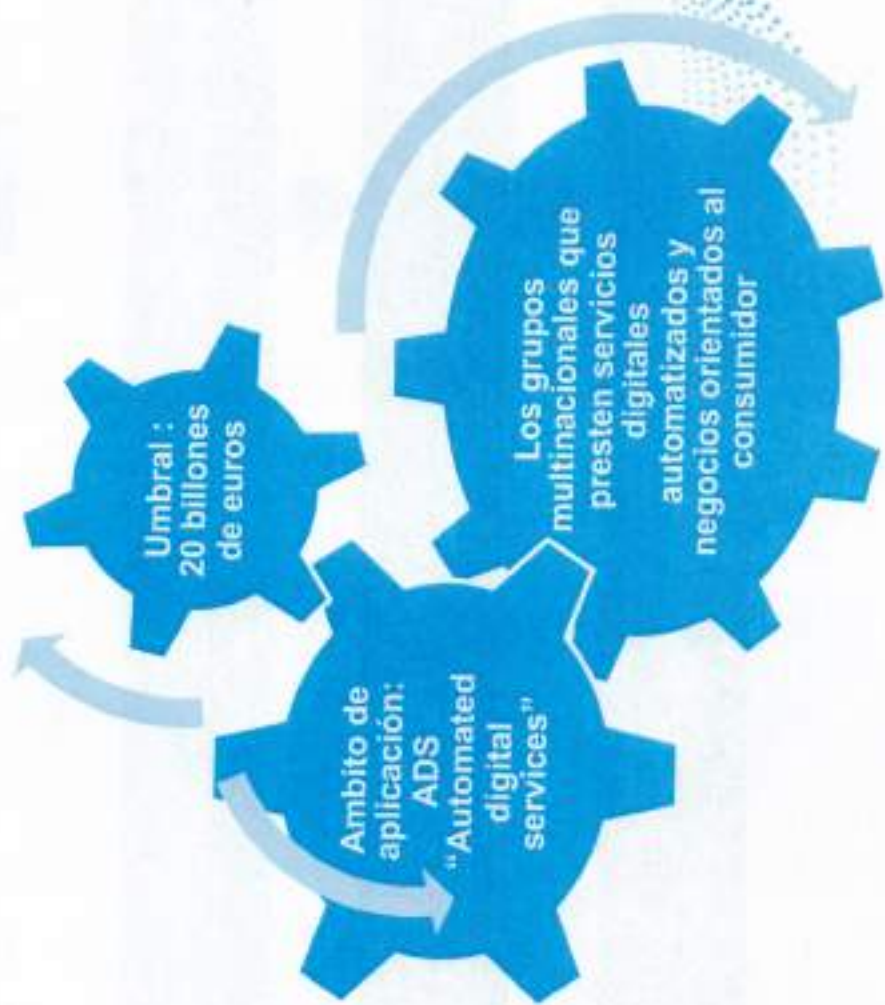 Umbral :
20 billones
de euros
Ambito de
aplicación:
ADS
“Automated
digital
services”
Los grupos
multinacionales que
presten servicios
digitales
automatizados y
negocios orientados al
consumidor